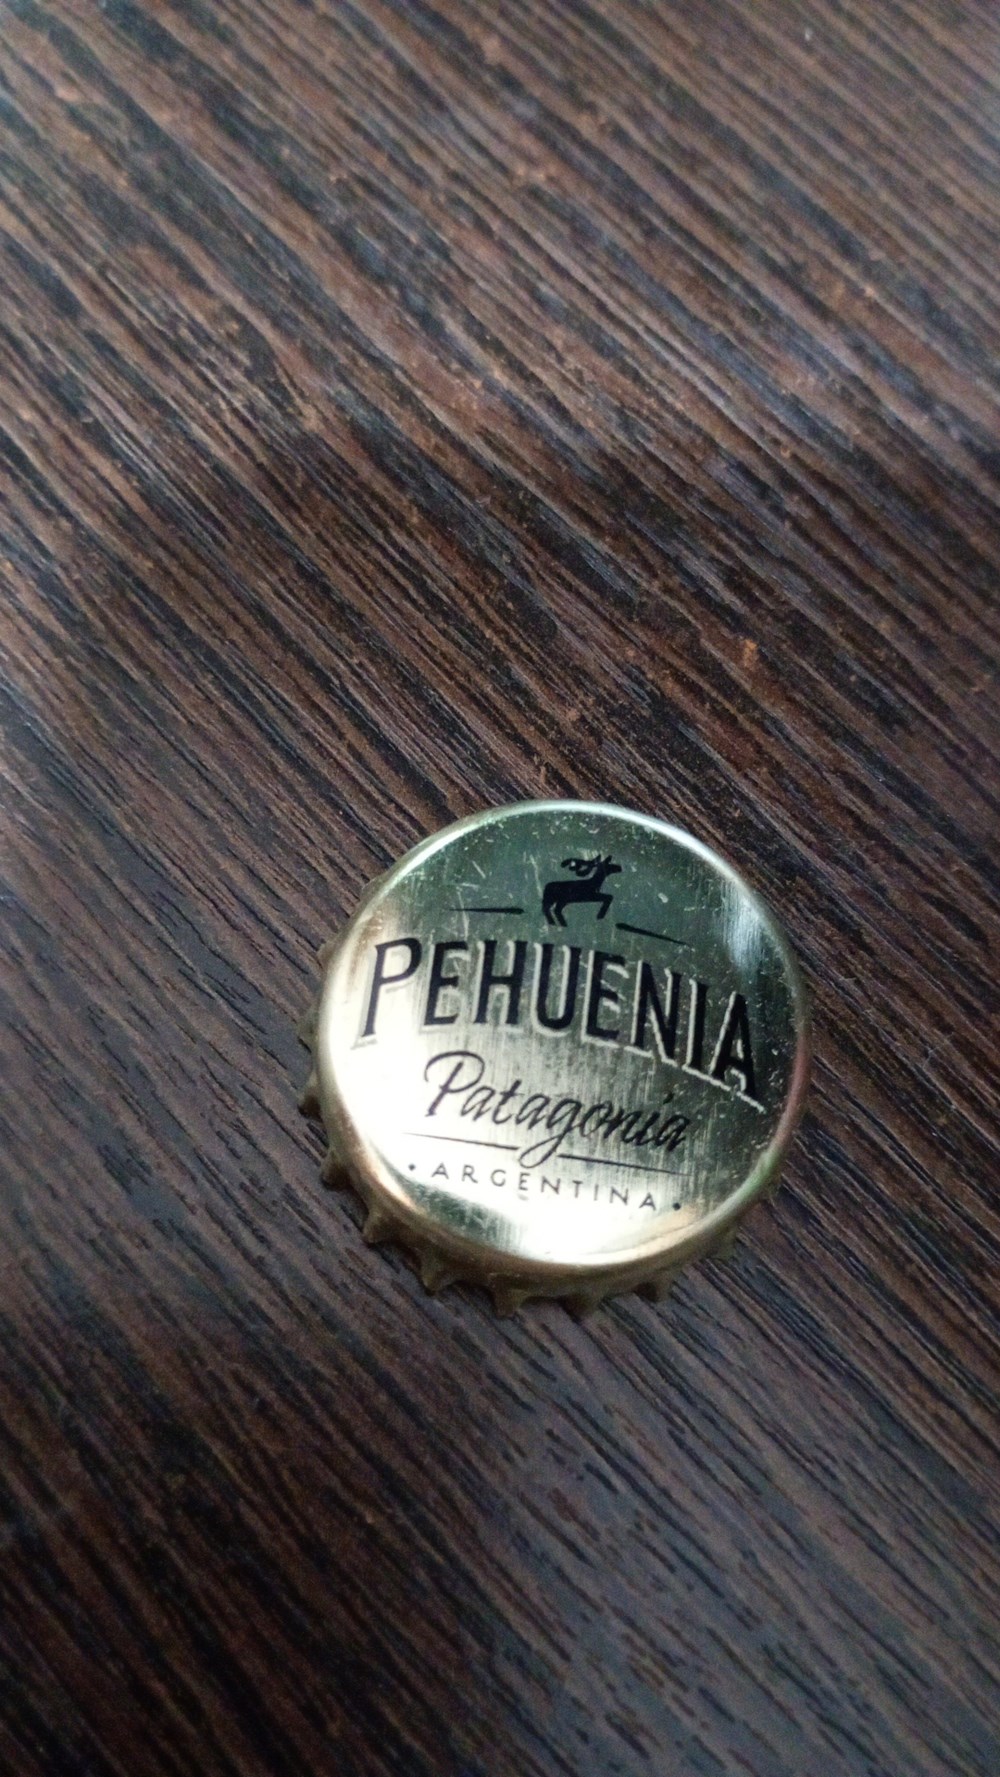 PEHUENIA
Patagonia
• ARGENTINA •